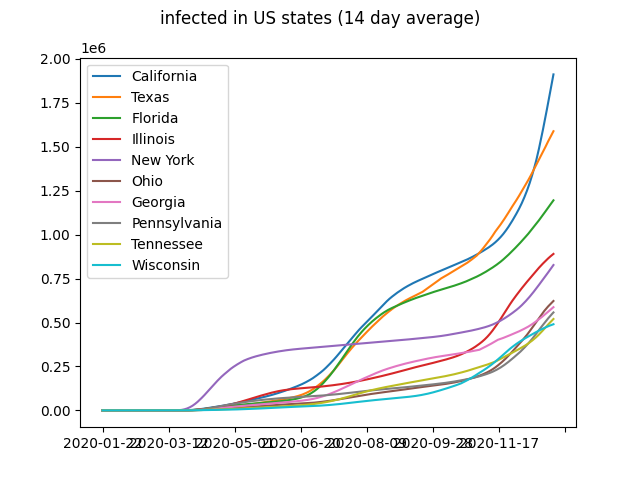 infected in US states (14 day average)
1e6
2.00
1.75
1.50
1.25
1.00
0.75
0.50
0.25
0.00
California
Texas
Florida
Illinois
New York
Ohio
Georgia
Pennsylvania
Tennessee
Wisconsin
2020-01-22 2020-03-12 2020-05-01 2020-06-20 2020-08-09 2020-09-28 2020-11-17